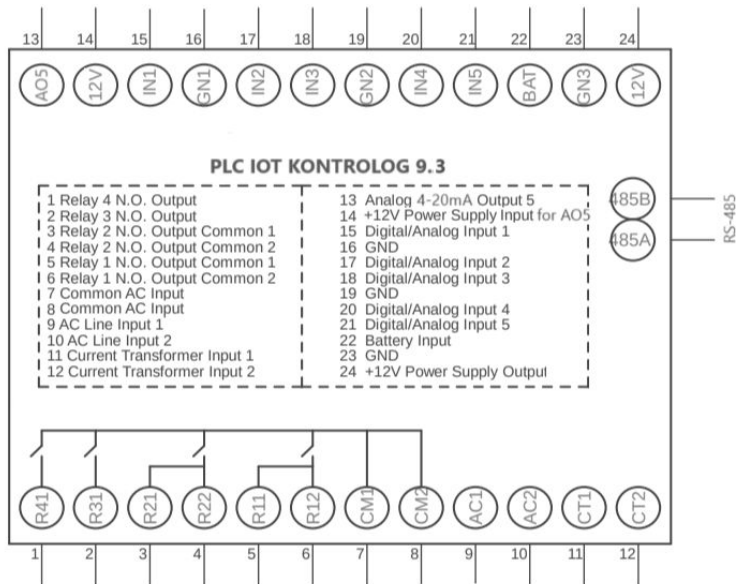 13 14 15 16 17 18 19 20 21 22 23 24
AO5 12V IN1 GN1 IN2 IN3 GN2 IN4 IN5 BAT GN3 12V
PLC IOT KONTROLOG 9.3
1 Relay 4 N.O. Output
2 Relay 3 N.O. Output
3 Relay 2 N.O. Output Common 1
4 Relay 2 N.O. Output Common 2
5 Relay 1 N.O. Output Common 1
6 Relay 1 N.O. Output Common 2
7 Common AC Input
8 Common AC Input
9 AC Line Input 1
10 AC Line Input 2
11 Current Transformer Input 1
12 Current Transformer Input 2
13 Analog 4-20mA Output 5
14 +12V Power Supply Input for AO5
15 Digital/Analog Input 1
16 GND
17 Digital/Analog Input 2
18 Digital/Analog Input 3
19 GND
20 Digital/Analog Input 4
21 Digital/Analog Input 5
22 Battery Input
23 GND
24 +12V Power Supply Output
485B
485A
RS-485
R41 R31 R21 R22 R11 R12 CM1 CM2 AC1 AC2 CT1 CT2
1 2 3 4 5 6 7 8 9 10 11 12